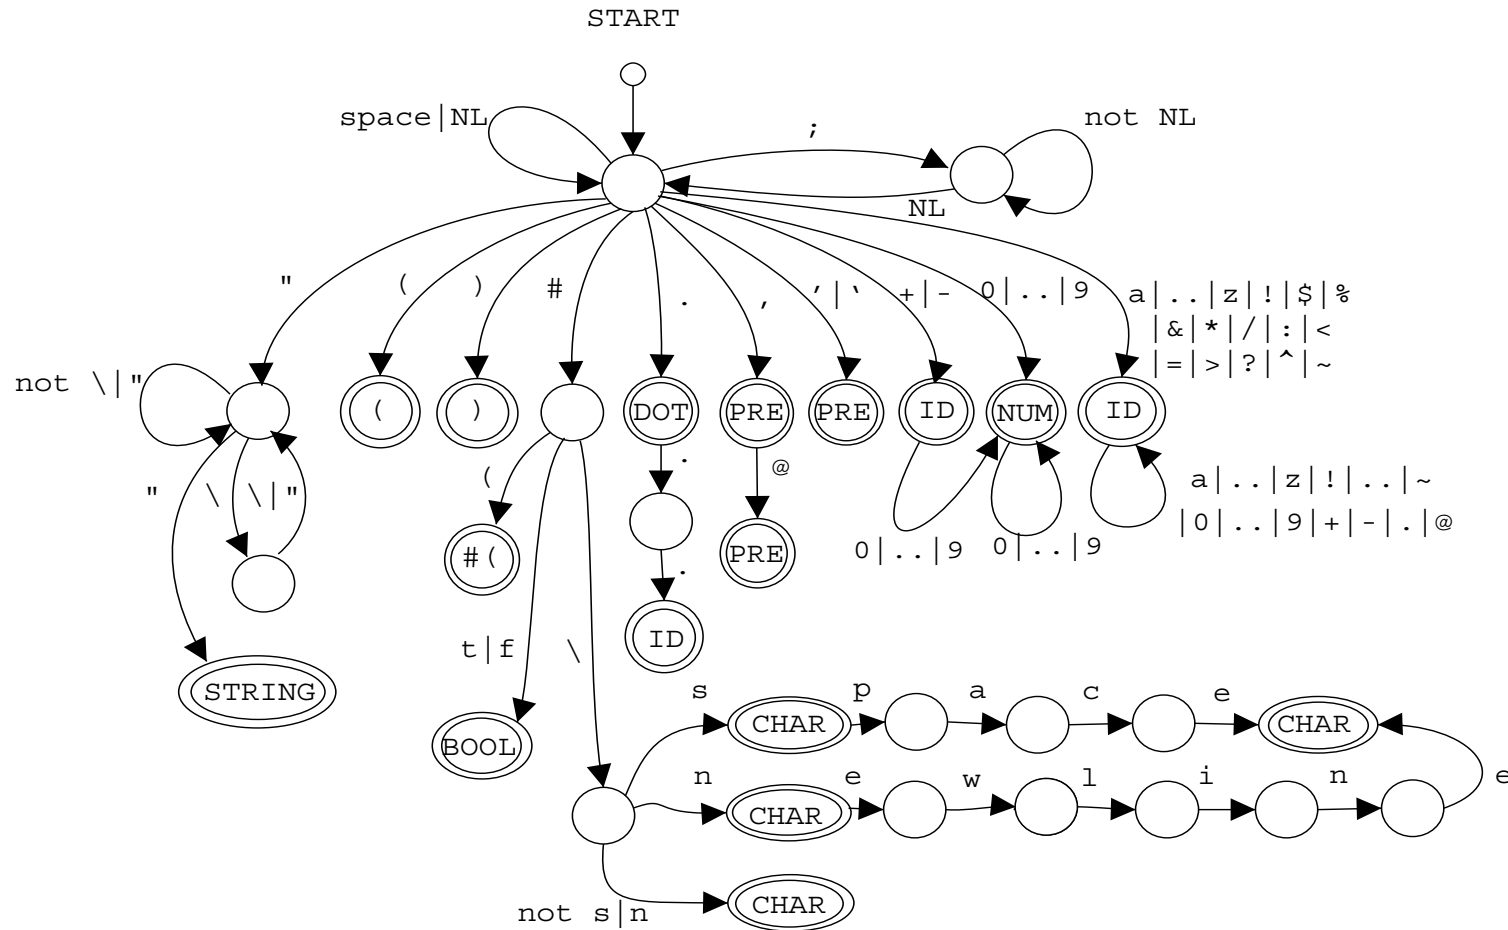 START
space|NL
;
not NL
NL
"
(
)
#
.
,
'|`
+|-
0|..|9
a|..|z|!|$|%
|&|*|/|:|<
|=|>|?|^|~
not \|"
(
)
DOT
PRE
PRE
ID
NUM
ID
"
\
\|"
(
.
@
a|..|z|!|..|~
|0|..|9|+|-|.|@
0|..|9
0|..|9
#(
PRE
.
t|f
\
ID
STRING
BOOL
s
CHAR
p
a
c
e
CHAR
n
CHAR
e
w
l
i
n
e
not s|n
CHAR